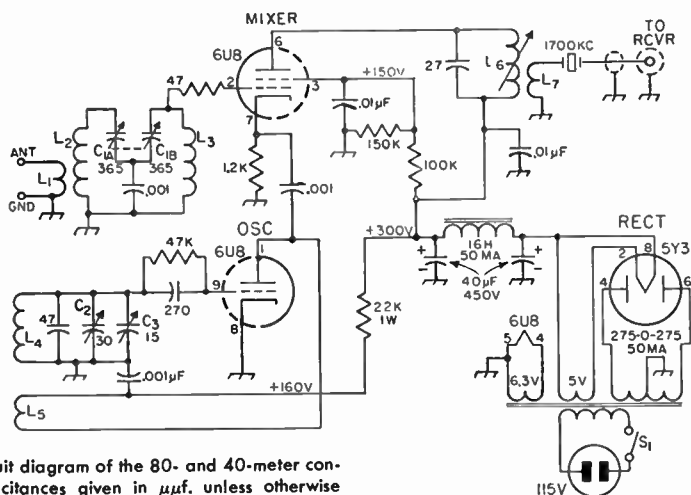 MIXER
6U8
6
47
2
3
7
+150V
.01µF
150K
100K
27
L6
L7
1700KC
TO
RCVR
.01µF
ANT
GND
L1
L2
C1A
365
C1B
365
L3
.001
1.2K
.001
OSC
6U8
1
9
8
47K
270
L4
47
C2
30
C3
15
.001µF
L5
+160V
+300V
22K
1W
16H
50 MA
+
-
+
-
40µF
450V
RECT
5Y3
2
8
4
6
275-0-275
50MA
6U8
5
4
6.3V
5V
S1
115V
uit diagram of the 80- and 40-meter con-
citances given in µµf. unless otherwise